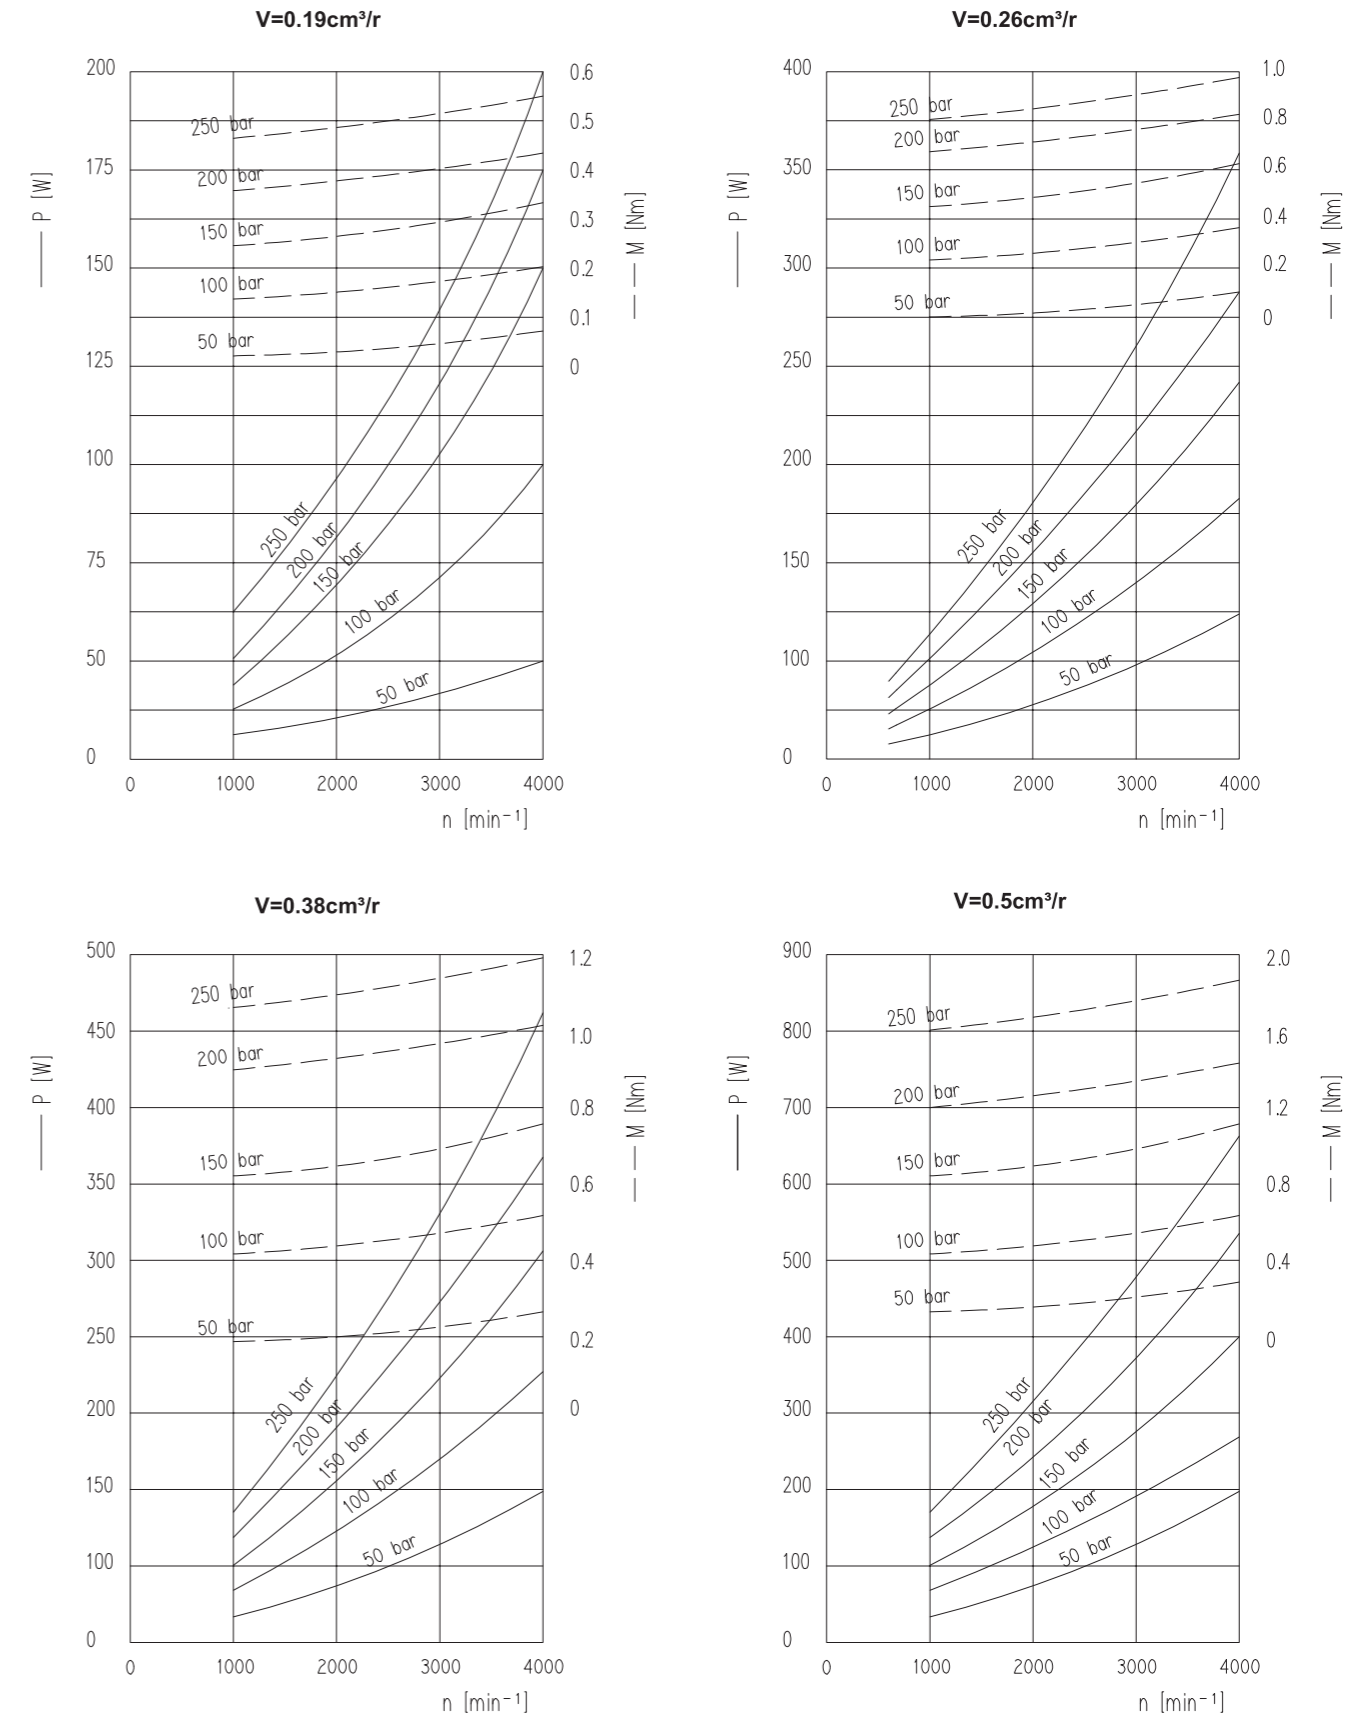 V=0.19cm³/r
200
175
150
125
100
75
50
0
P [W]
0.6
0.5
0.4
0.3
0.2
0.1
0
M [Nm]
250 bar
200 bar
150 bar
100 bar
50 bar
250 bar
200 bar
150 bar
100 bar
50 bar
0 1000 2000 3000 4000
n [min⁻¹]
V=0.26cm³/r
400
350
300
250
200
150
100
0
P [W]
1.0
0.8
0.6
0.4
0.2
0
M [Nm]
250 bar
200 bar
150 bar
100 bar
50 bar
250 bar
200 bar
150 bar
100 bar
50 bar
0 1000 2000 3000 4000
n [min⁻¹]
V=0.38cm³/r
500
450
400
350
300
250
200
150
100
0
P [W]
1.2
1.0
0.8
0.6
0.4
0.2
0
M [Nm]
250 bar
200 bar
150 bar
100 bar
50 bar
250 bar
200 bar
150 bar
100 bar
50 bar
0 1000 2000 3000 4000
n [min⁻¹]
V=0.5cm³/r
900
800
700
600
500
400
300
200
100
0
P [W]
2.0
1.6
1.2
0.8
0.4
0
M [Nm]
250 bar
200 bar
150 bar
100 bar
50 bar
250 bar
200 bar
150 bar
100 bar
50 bar
0 1000 2000 3000 4000
n [min⁻¹]